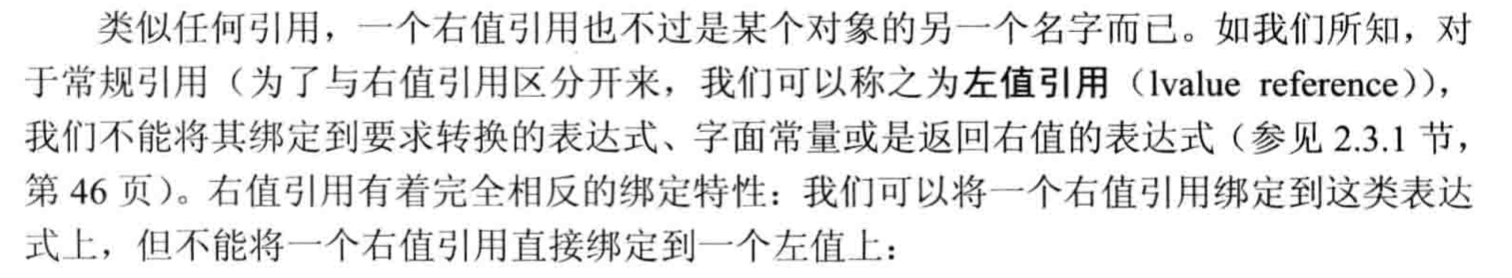 类似任何引用，一个右值引用也不过是某个对象的另一个名字而已。如我们所知，对
于常规引用（为了与右值引用区分开来，我们可以称之为左值引用（lvalue reference）），
我们不能将其绑定到要求转换的表达式、字面常量或是返回右值的表达式（参见 2.3.1 节，
第 46 页）。右值引用有着完全相反的绑定特性：我们可以将一个右值引用绑定到这类表达
式上，但不能将一个右值引用直接绑定到一个左值上：